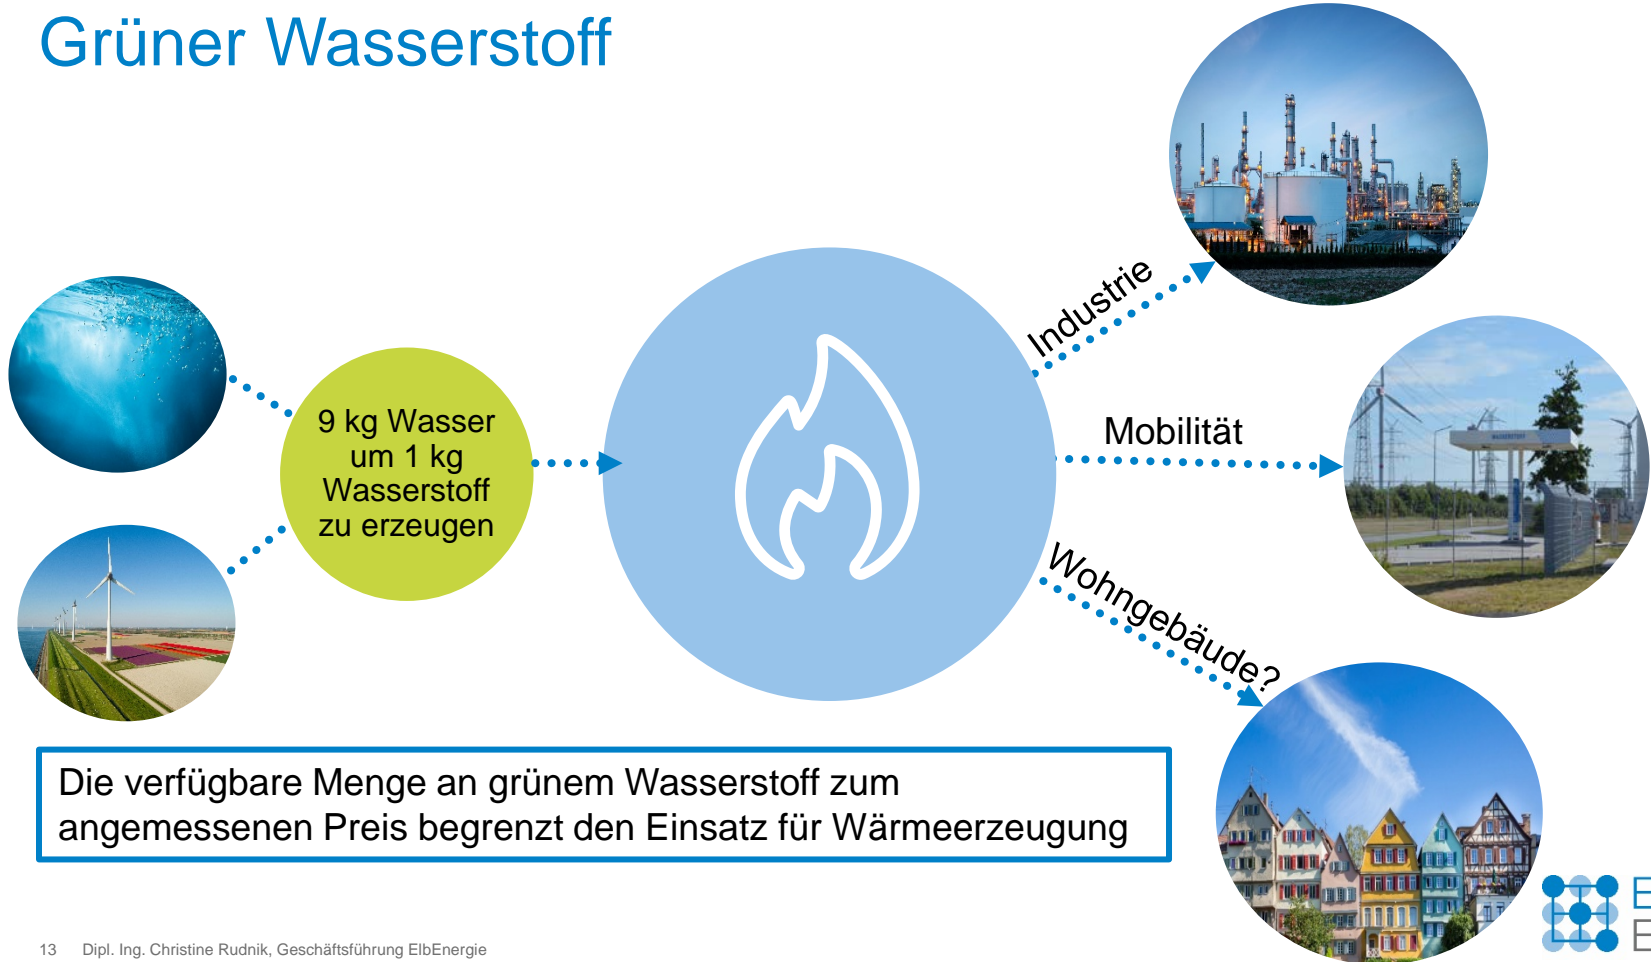 Grüner Wasserstoff
9 kg Wasser
um 1 kg
Wasserstoff
zu erzeugen
Industrie
Mobilität
WASSERSTOFF
Wohngebäude?
Die verfügbare Menge an grünem Wasserstoff zum
angemessenen Preis begrenzt den Einsatz für Wärmeerzeugung
13 Dipl. Ing. Christine Rudnik, Geschäftsführung ElbEnergie
E
E